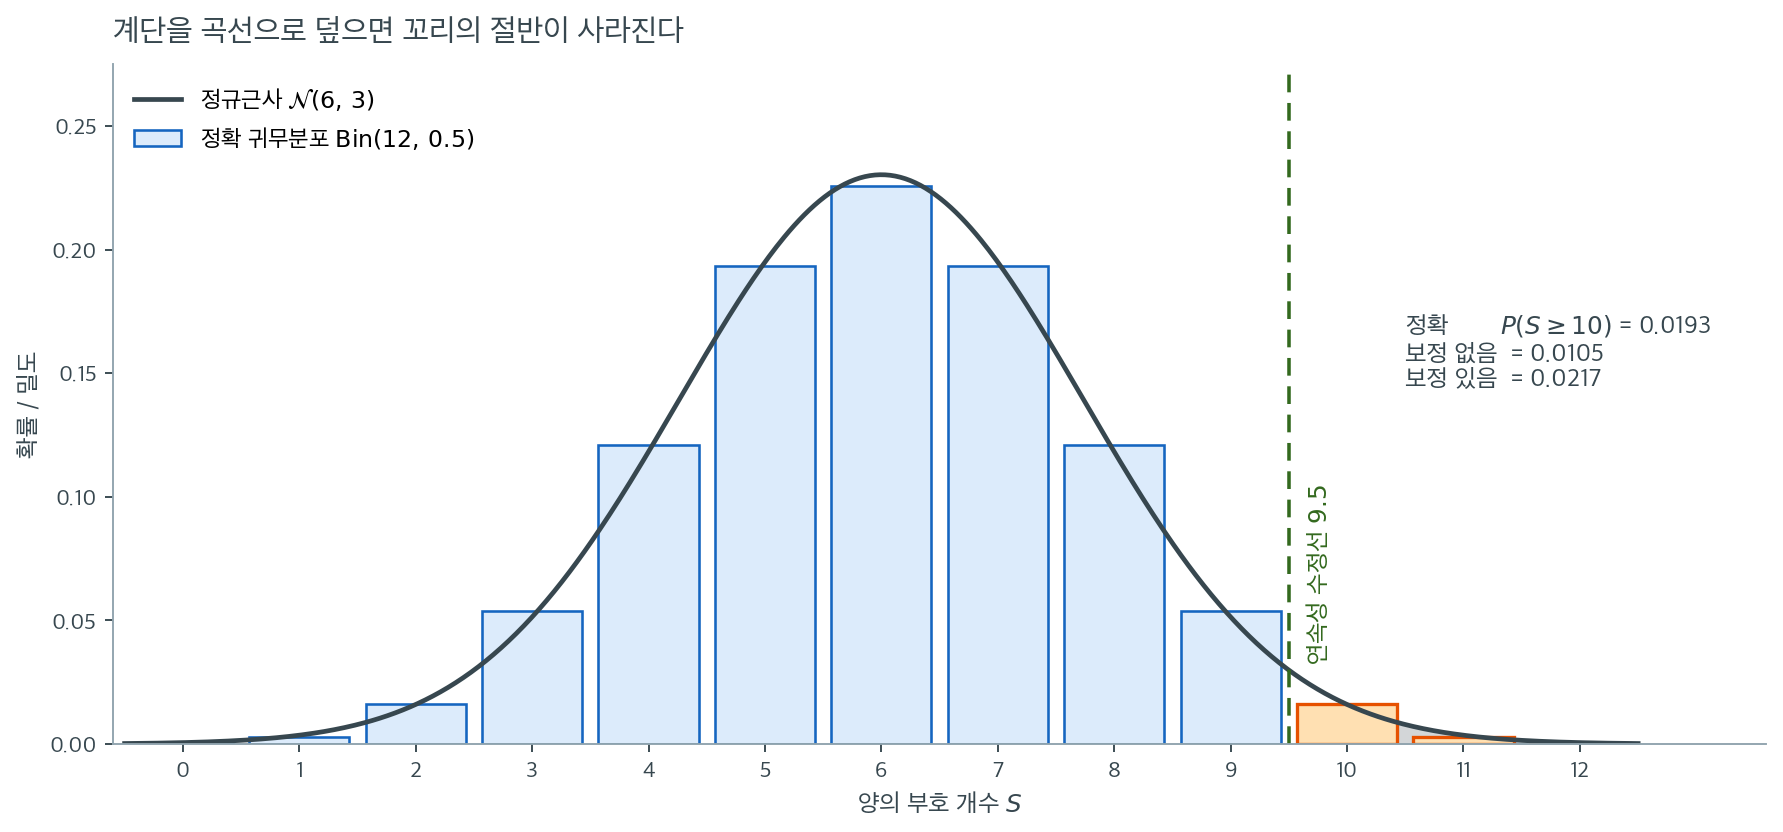 계단을 곡선으로 덮으면 꼬리의 절반이 사라진다
정규근사 𝒩(6, 3)
정확 귀무분포 Bin(12, 0.5)
0.25
0.20
0.15
0.10
0.05
0.00
확률 / 밀도
정확 P(S ≥ 10) = 0.0193
보정 없음 = 0.0105
보정 있음 = 0.0217
연속성 수정선 9.5
0 1 2 3 4 5 6 7 8 9 10 11 12
양의 부호 개수 S